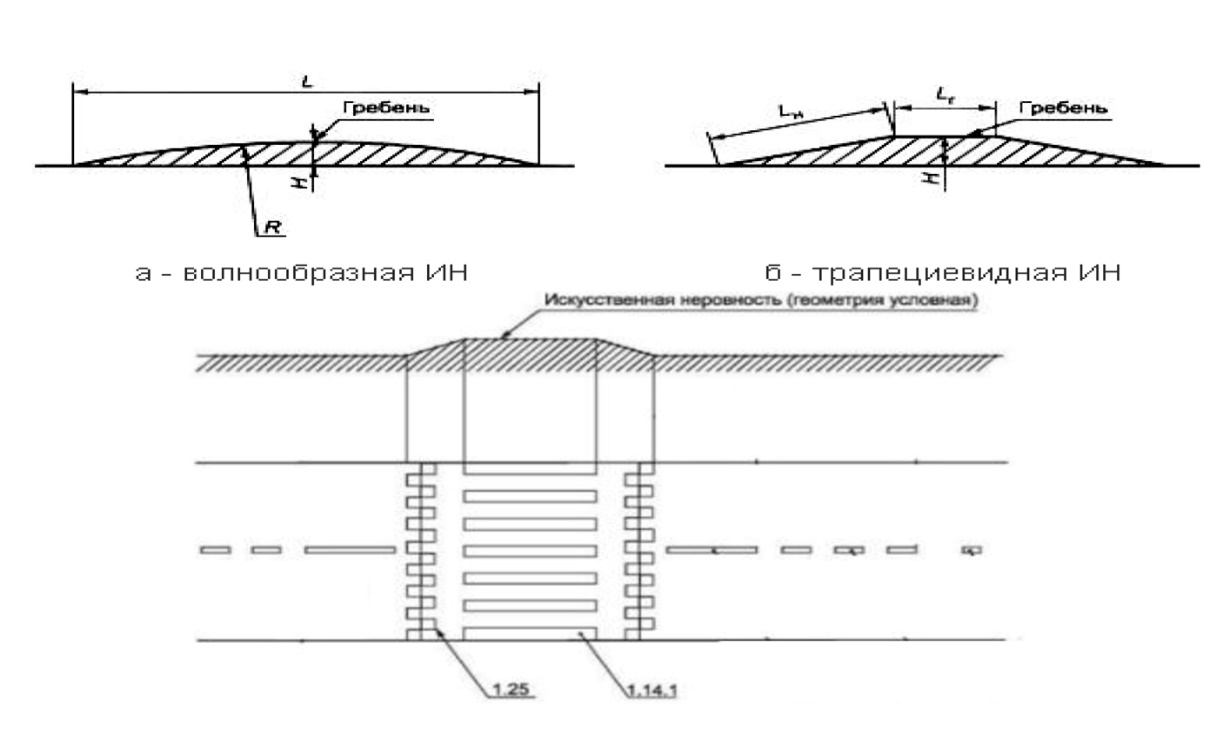 L
Гребень
H
R
Lн
Lг
Гребень
H
а - волнообразная ИН
б - трапециевидная ИН
Искусственная неровность (геометрия условная)
1.25
1.14.1